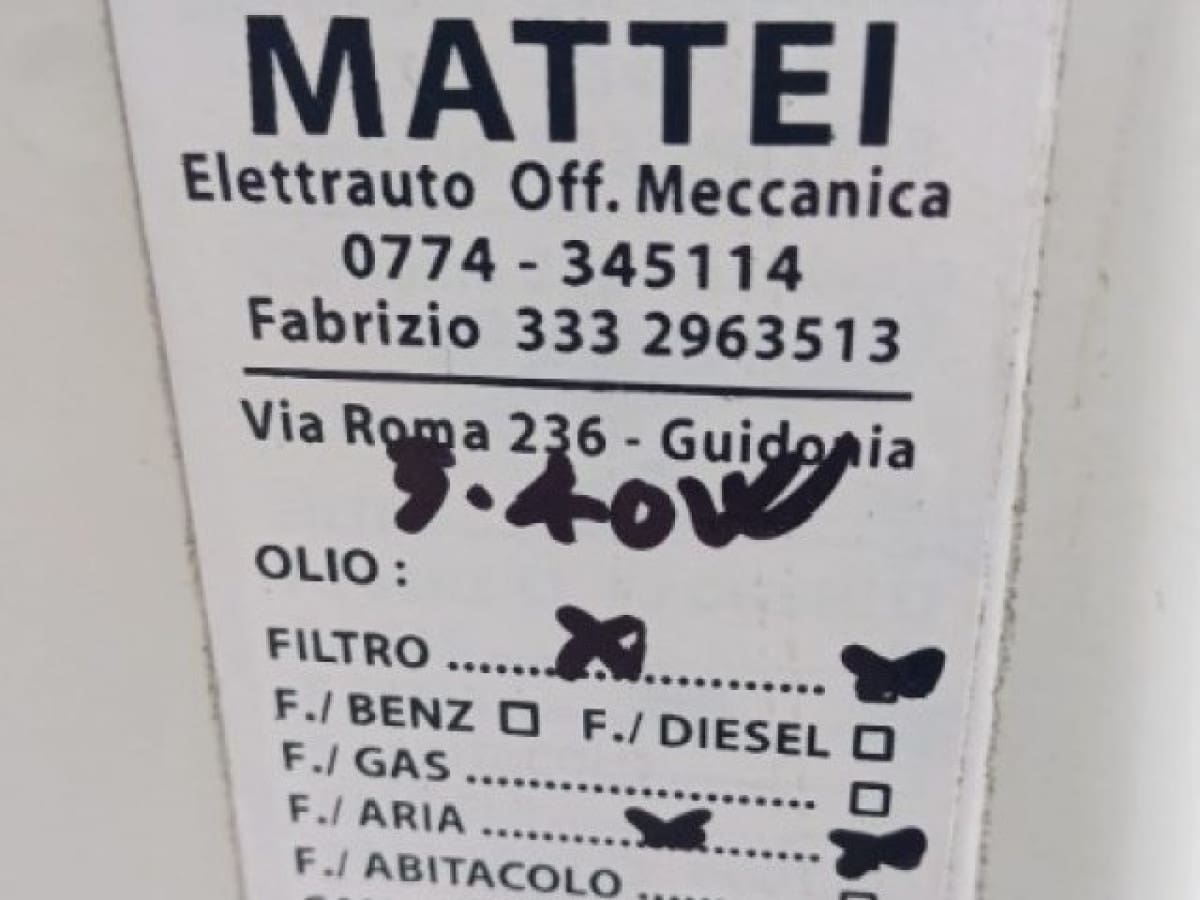 MATTEI
Elettrauto Off. Meccanica
0774 - 345114
Fabrizio 333 2963513
Via Roma 236 - Guidonia
5.40W
OLIO :
FILTRO ..............................
F./ BENZ F./ DIESEL
F./ GAS ..............................
F./ ARIA ..............................
F./ ABITACOLO ......